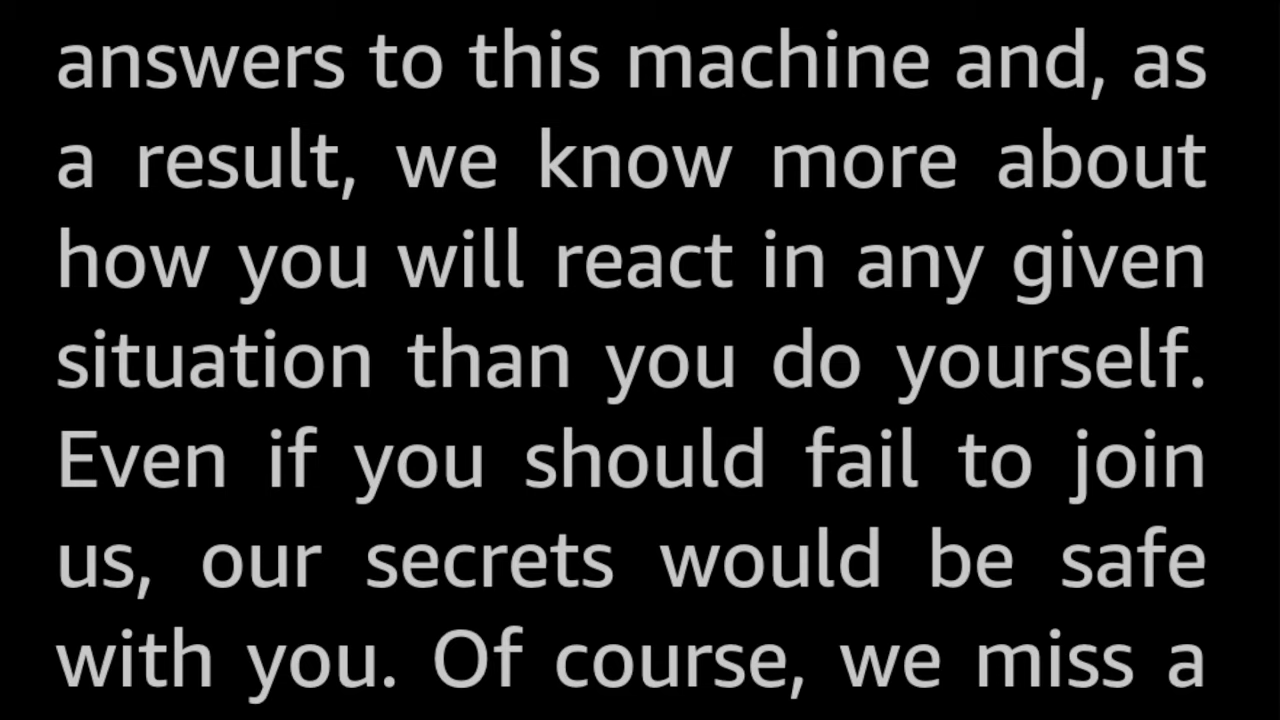 answers to this machine and, as
a result, we know more about
how you will react in any given
situation than you do yourself.
Even if you should fail to join
us, our secrets would be safe
with you. Of course, we miss a